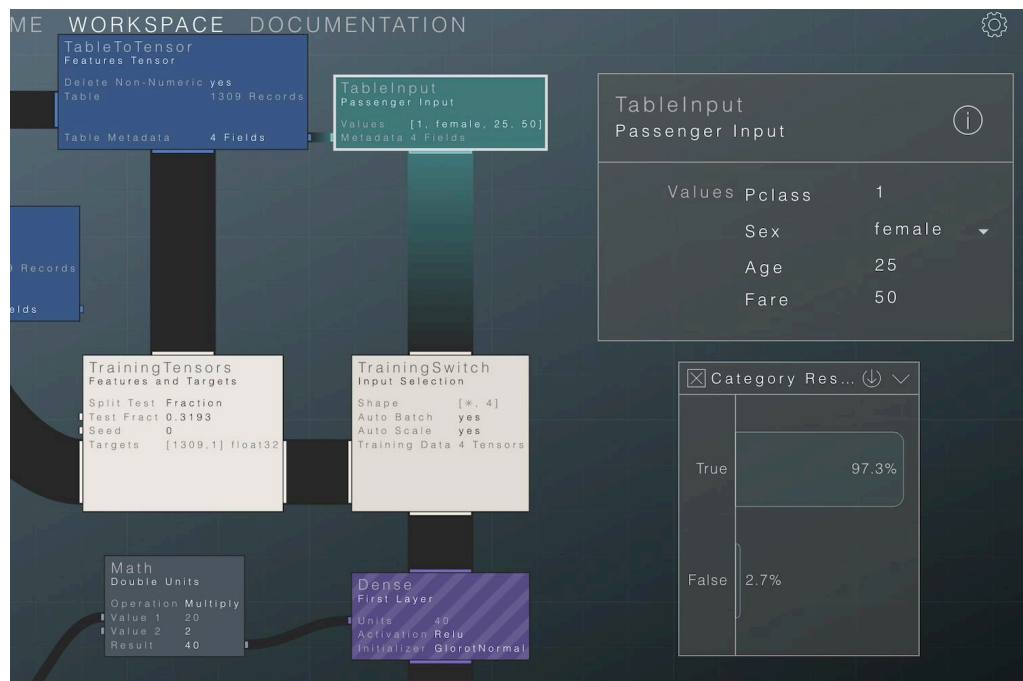 ME WORKSPACE DOCUMENTATION
TableToTensor
Features Tensor
Delete Non-Numeric yes
Table 1309 Records
Table Metadata 4 Fields
TableInput
Passenger Input
Values [1, female, 25, 50]
Metadata 4 Fields
TableInput
Passenger Input
Values Pclass 1
Sex female
Age 25
Fare 50
9 Records
elds
TrainingTensors
Features and Targets
Split Test Fraction
Test Fract 0.3193
Seed 0
Targets [1309,1] float32
TrainingSwitch
Input Selection
Shape [*, 4]
Auto Batch yes
Auto Scale yes
Training Data 4 Tensors
Category Res...
True 97.3%
False 2.7%
Math
Double Units
Operation Multiply
Value 1 20
Value 2 2
Result 40
Dense
First Layer
Units 40
Activation Relu
Initializer GlorotNormal